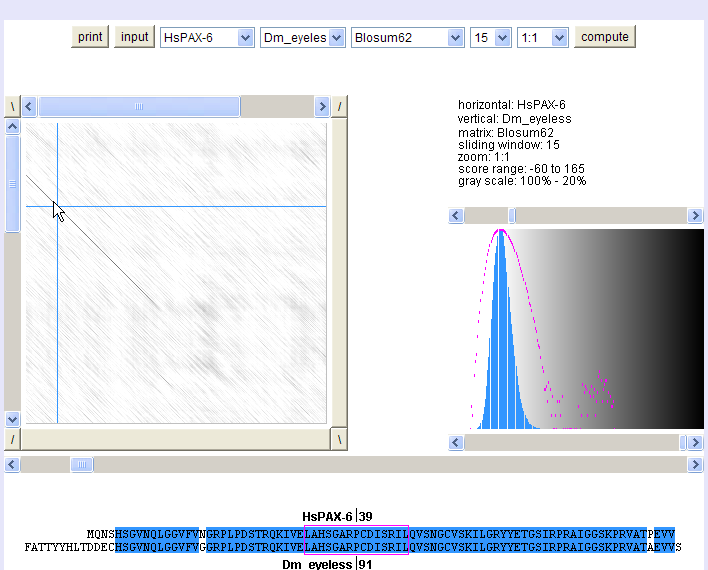 print input HsPAX-6 Dm_eyeles Blosum62 15 1:1 compute
\ /
horizontal: HsPAX-6
vertical: Dm_eyeless
matrix: Blosum62
sliding window: 15
zoom: 1:1
score range: -60 to 165
gray scale: 100% - 20%
/ \
HsPAX-6 39
MQNSHSGVNQLGGVFVNGRPLPDSTRQKIVELAHSGARPCDISRILQVSNGCVSKILGRYYETGSIRPRAIGGSKPRVATPEVV
FATTYYHLTDDECHSGVNQLGGVFVGGRPLPDSTRQKIVELAHSGARPCDISRILQVSNGCVSKILGRYYETGSIRPRAIGGSKPRVATAEVVS
Dm_eyeless 91